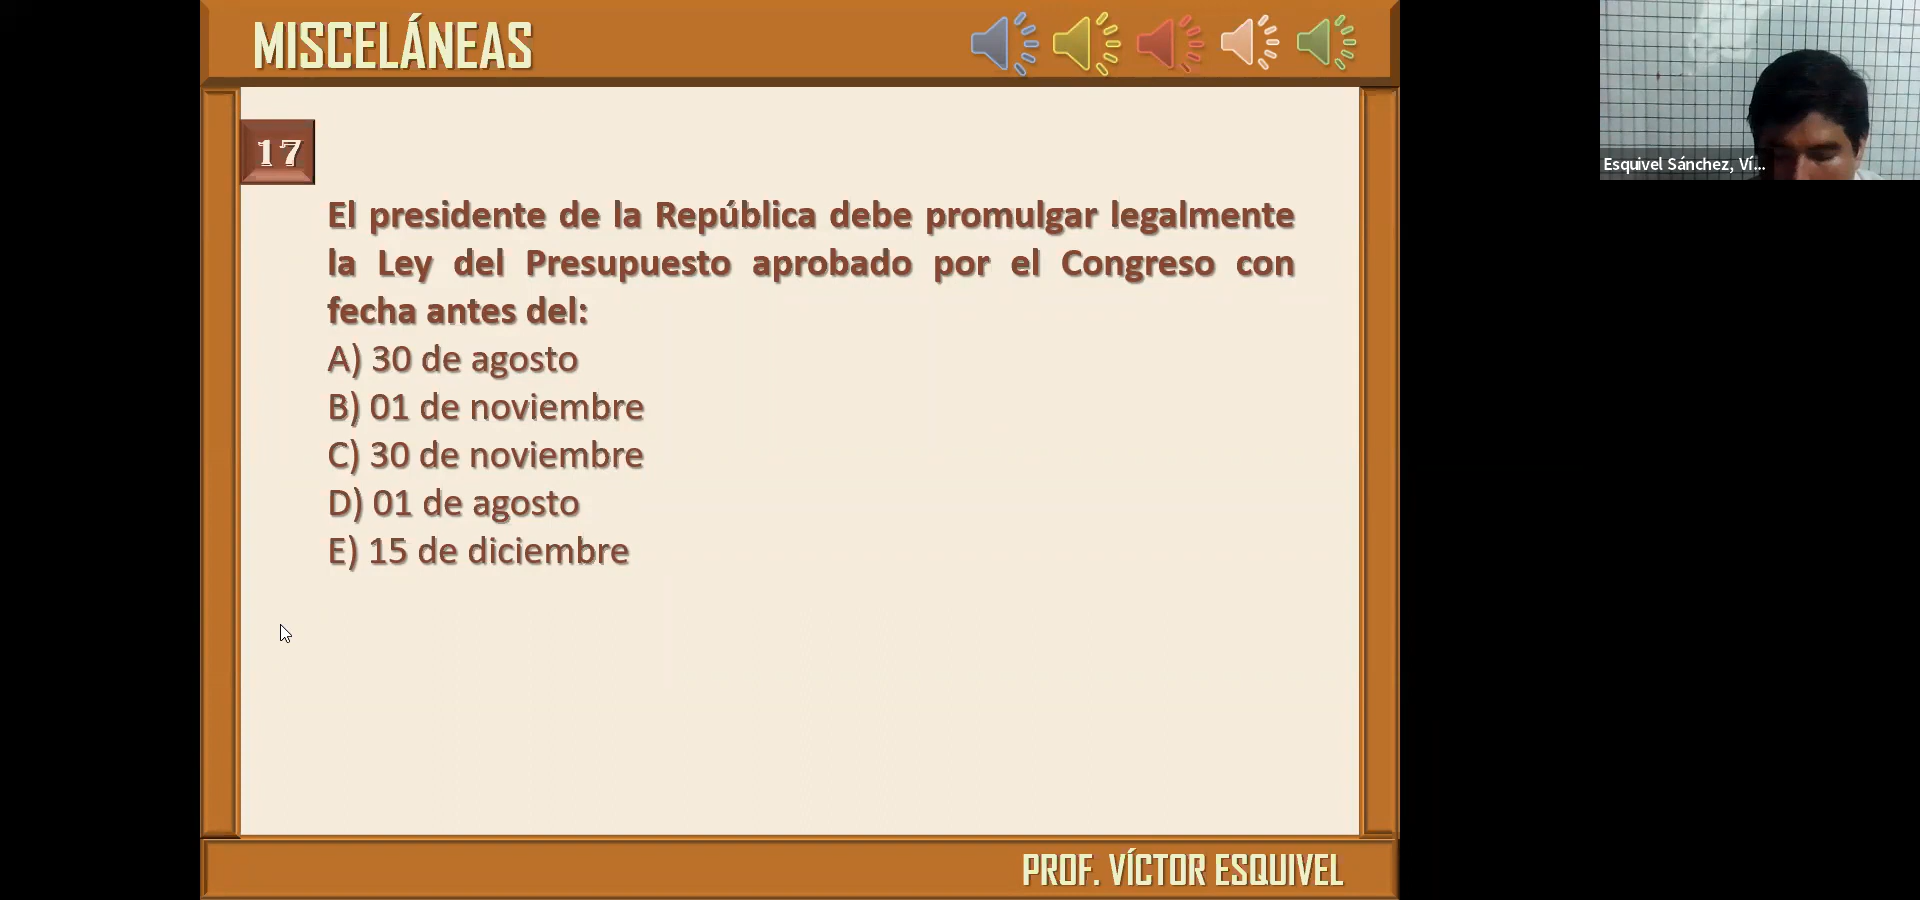 MISCELÁNEAS
17
El presidente de la República debe promulgar legalmente
la Ley del Presupuesto aprobado por el Congreso con
fecha antes del:
A) 30 de agosto
B) 01 de noviembre
C) 30 de noviembre
D) 01 de agosto
E) 15 de diciembre
PROF. VÍCTOR ESQUIVEL
Esquivel Sánchez, Ví...